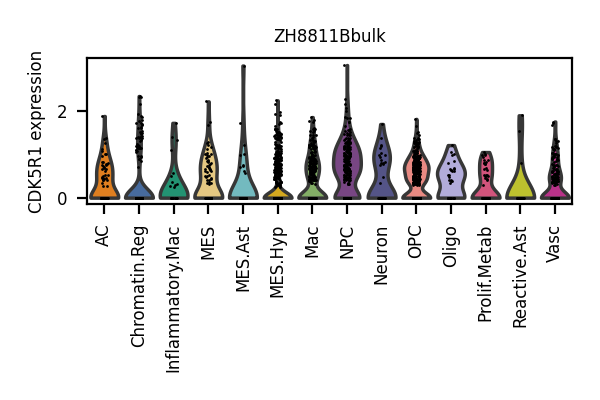 ZH8811Bbulk
CDK5R1 expression
2
0
AC
Chromatin.Reg
Inflammatory.Mac
MES
MES.Ast
MES.Hyp
Mac
NPC
Neuron
OPC
Oligo
Prolif.Metab
Reactive.Ast
Vasc